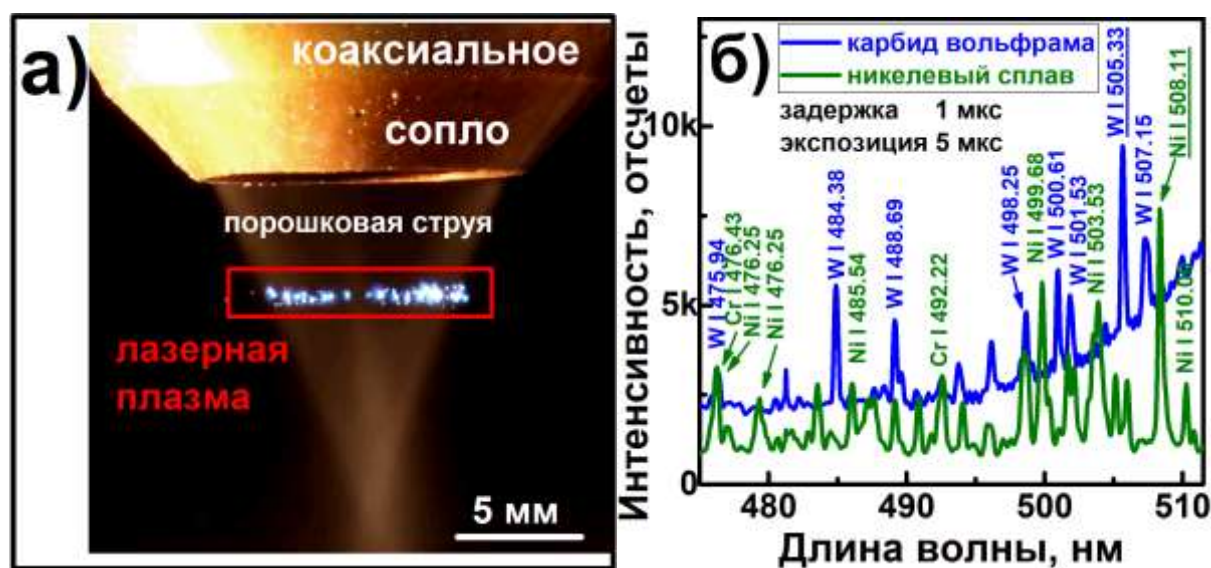 а)
коаксиальное
сопло
порошковая струя
лазерная
плазма
5 мм
б)
Интенсивность, отсчеты
10k
5k
0
карбид вольфрама
никелевый сплав
задержка 1 мкс
экспозиция 5 мкс
W I 475.94
Cr I 476.43
Ni I 476.25
Ni I 476.25
W I 484.38
Ni I 485.54
W I 488.69
Cr I 492.22
W I 498.25
Ni I 499.68
W I 500.61
W I 501.53
Ni I 503.53
W I 505.33
W I 507.15
Ni I 508.11
480
490
500
510
Длина волны, нм